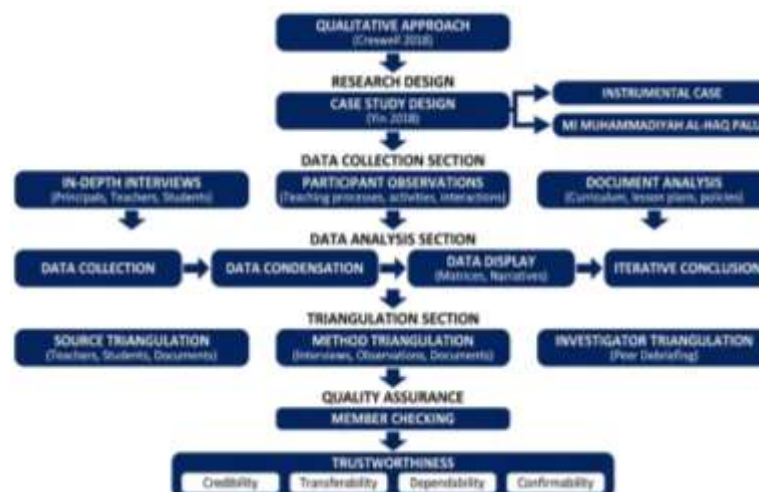 QUALITATIVE APPROACH
(Creswell 2018)
RESEARCH DESIGN
CASE STUDY DESIGN
(Yin 2018)
INSTRUMENTAL CASE
MI MUHAMMADIYAH AL-HAQ PALU
DATA COLLECTION SECTION
IN-DEPTH INTERVIEWS
(Principals, Teachers, Students)
PARTICIPANT OBSERVATIONS
(Teaching processes, activities, interactions)
DOCUMENT ANALYSIS
(Curriculum, lesson plans, policies)
DATA ANALYSIS SECTION
DATA COLLECTION
DATA CONDENSATION
DATA DISPLAY
(Matrices, Narratives)
ITERATIVE CONCLUSION
TRIANGULATION SECTION
SOURCE TRIANGULATION
(Teachers, Students, Documents)
METHOD TRIANGULATION
(Interviews, Observations, Documents)
INVESTIGATOR TRIANGULATION
(Peer Debriefing)
QUALITY ASSURANCE
MEMBER CHECKING
TRUSTWORTHINESS
Credibility
Transferability
Dependability
Confirmability